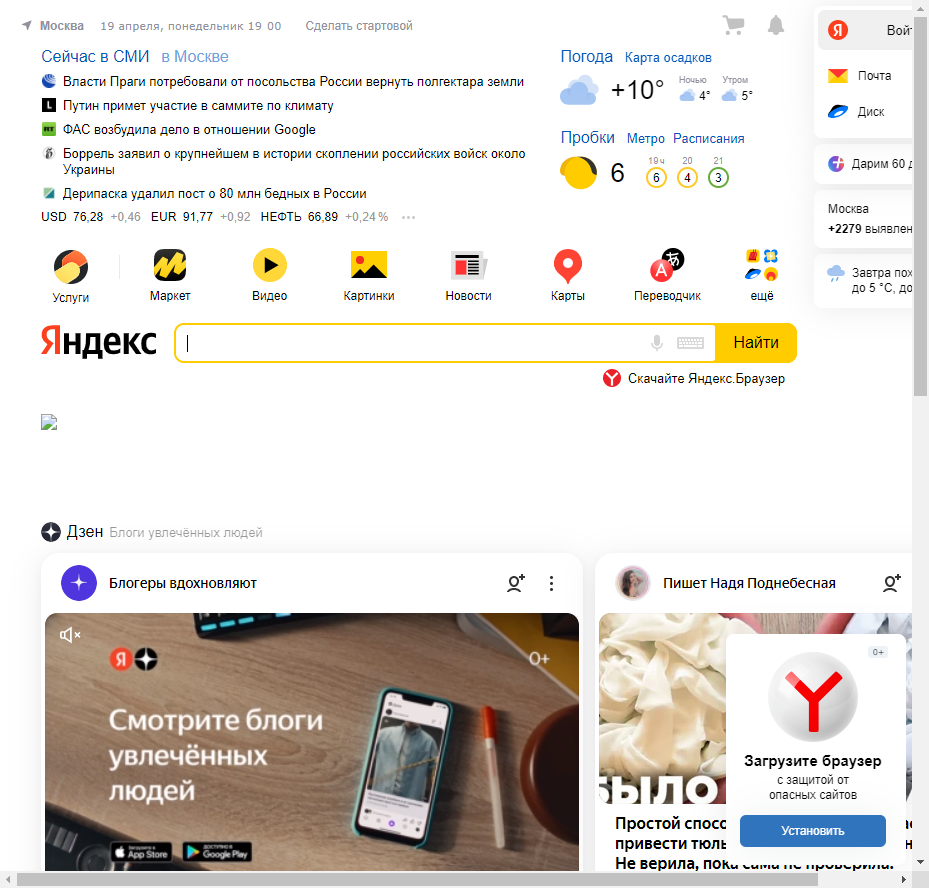 Москва 19 апреля, понедельник 19 00 Сделать стартовой
Сейчас в СМИ в Москве
Власти Праги потребовали от посольства России вернуть полгектара земли
Путин примет участие в саммите по климату
ФАС возбудила дело в отношении Google
Боррель заявил о крупнейшем в истории скоплении российских войск около
Украины
Дерипаска удалил пост о 80 млн бедных в России
USD 76,28 +0,46 EUR 91,77 +0,92 НЕФТЬ 66,89 +0,24%
Погода Карта осадков
+10° Ночью 4° Утром 5°
Пробки Метро Расписания
6 19 ч 6 20 4 21 3
Я Войт
Почта
Диск
Дарим 60 д
Москва
+2279 выявлен
Завтра пох
до 5 °C, до
Услуги Маркет Видео Картинки Новости Карты Переводчик ещё
Яндекс Найти
Скачайте Яндекс.Браузер
Дзен Блоги увлечённых людей
Блогеры вдохновляют
Я 0+
Смотрите блоги
увлечённых
людей
App Store Google Play
Пишет Надя Поднебесная
БЫЛО
Простой спосо
привести тюль
Не верила, пока сама не проверила.
0+
Загрузите браузер
с защитой от
опасных сайтов
Установить